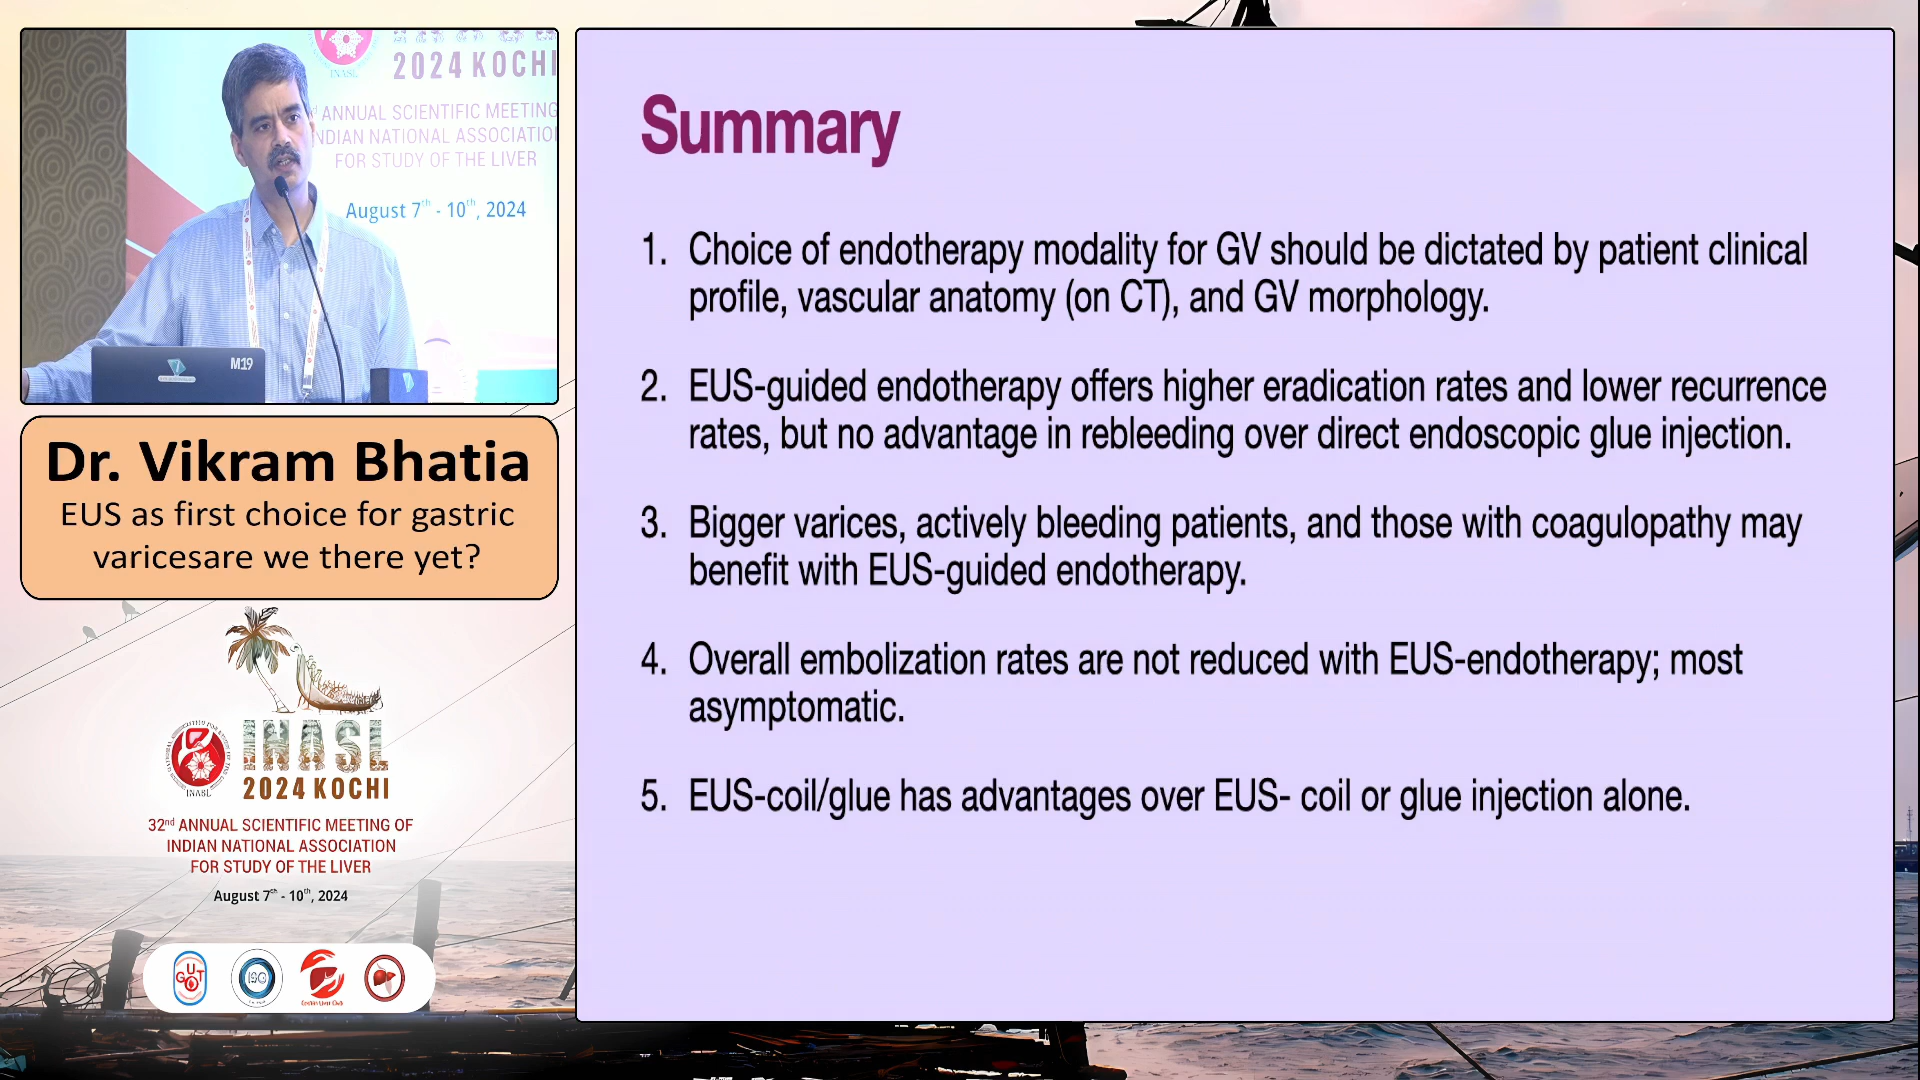 2024 KOCHI
ANNUAL SCIENTIFIC MEETING
INDIAN NATIONAL ASSOCIATION
FOR STUDY OF THE LIVER
August 7th - 10th, 2024
INASL
M19
Dr. Vikram Bhatia
EUS as first choice for gastric
varicesare we there yet?
INASL
INASL
2024 KOCHI
32nd ANNUAL SCIENTIFIC MEETING OF
INDIAN NATIONAL ASSOCIATION
FOR STUDY OF THE LIVER
August 7th - 10th, 2024
GUT
ISG
Summary
1. Choice of endotherapy modality for GV should be dictated by patient clinical
profile, vascular anatomy (on CT), and GV morphology.
2. EUS-guided endotherapy offers higher eradication rates and lower recurrence
rates, but no advantage in rebleeding over direct endoscopic glue injection.
3. Bigger varices, actively bleeding patients, and those with coagulopathy may
benefit with EUS-guided endotherapy.
4. Overall embolization rates are not reduced with EUS-endotherapy; most
asymptomatic.
5. EUS-coil/glue has advantages over EUS- coil or glue injection alone.